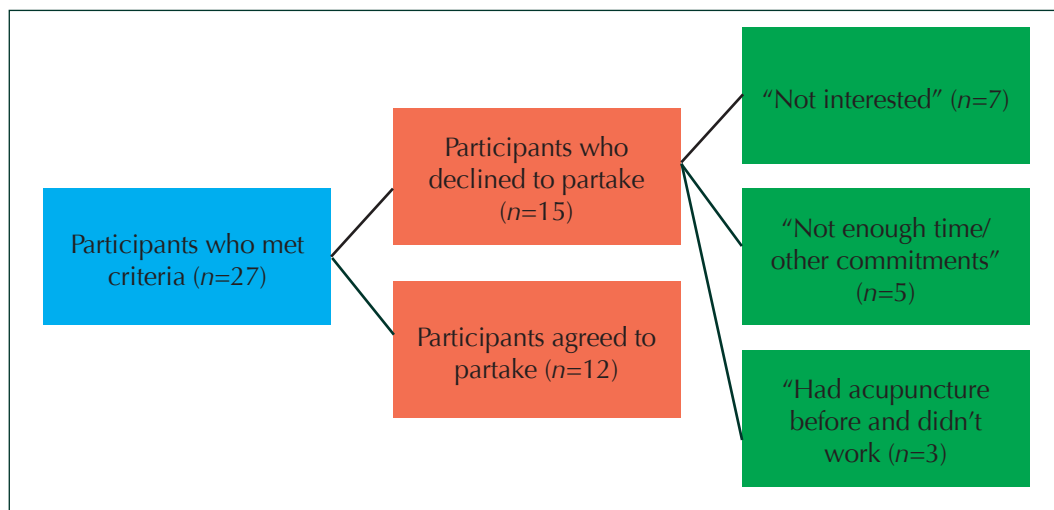 Participants who met
criteria (n=27)
Participants who
declined to partake
(n=15)
Participants agreed to
partake (n=12)
“Not interested” (n=7)
“Not enough time/
other commitments”
(n=5)
“Had acupuncture
before and didn’t
work (n=3)